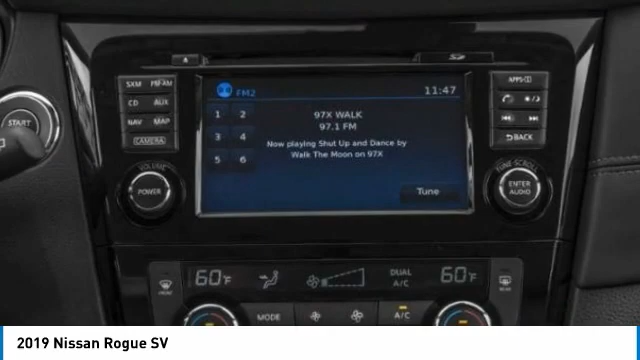 SXM FM·AM
CD AUX
NAV MAP
CAMERA
VOLUME
POWER
START
FM2 11:47
1 2
3 4
5 6
97X WALK
97.1 FM
Now playing Shut Up and Dance by
Walk The Moon on 97X
Tune
APPS·
BACK
TUNE·SCROLL
ENTER
AUDIO
60°F
DUAL
A/C
60°F
FRONT
REAR
MODE
A/C
2019 Nissan Rogue SV